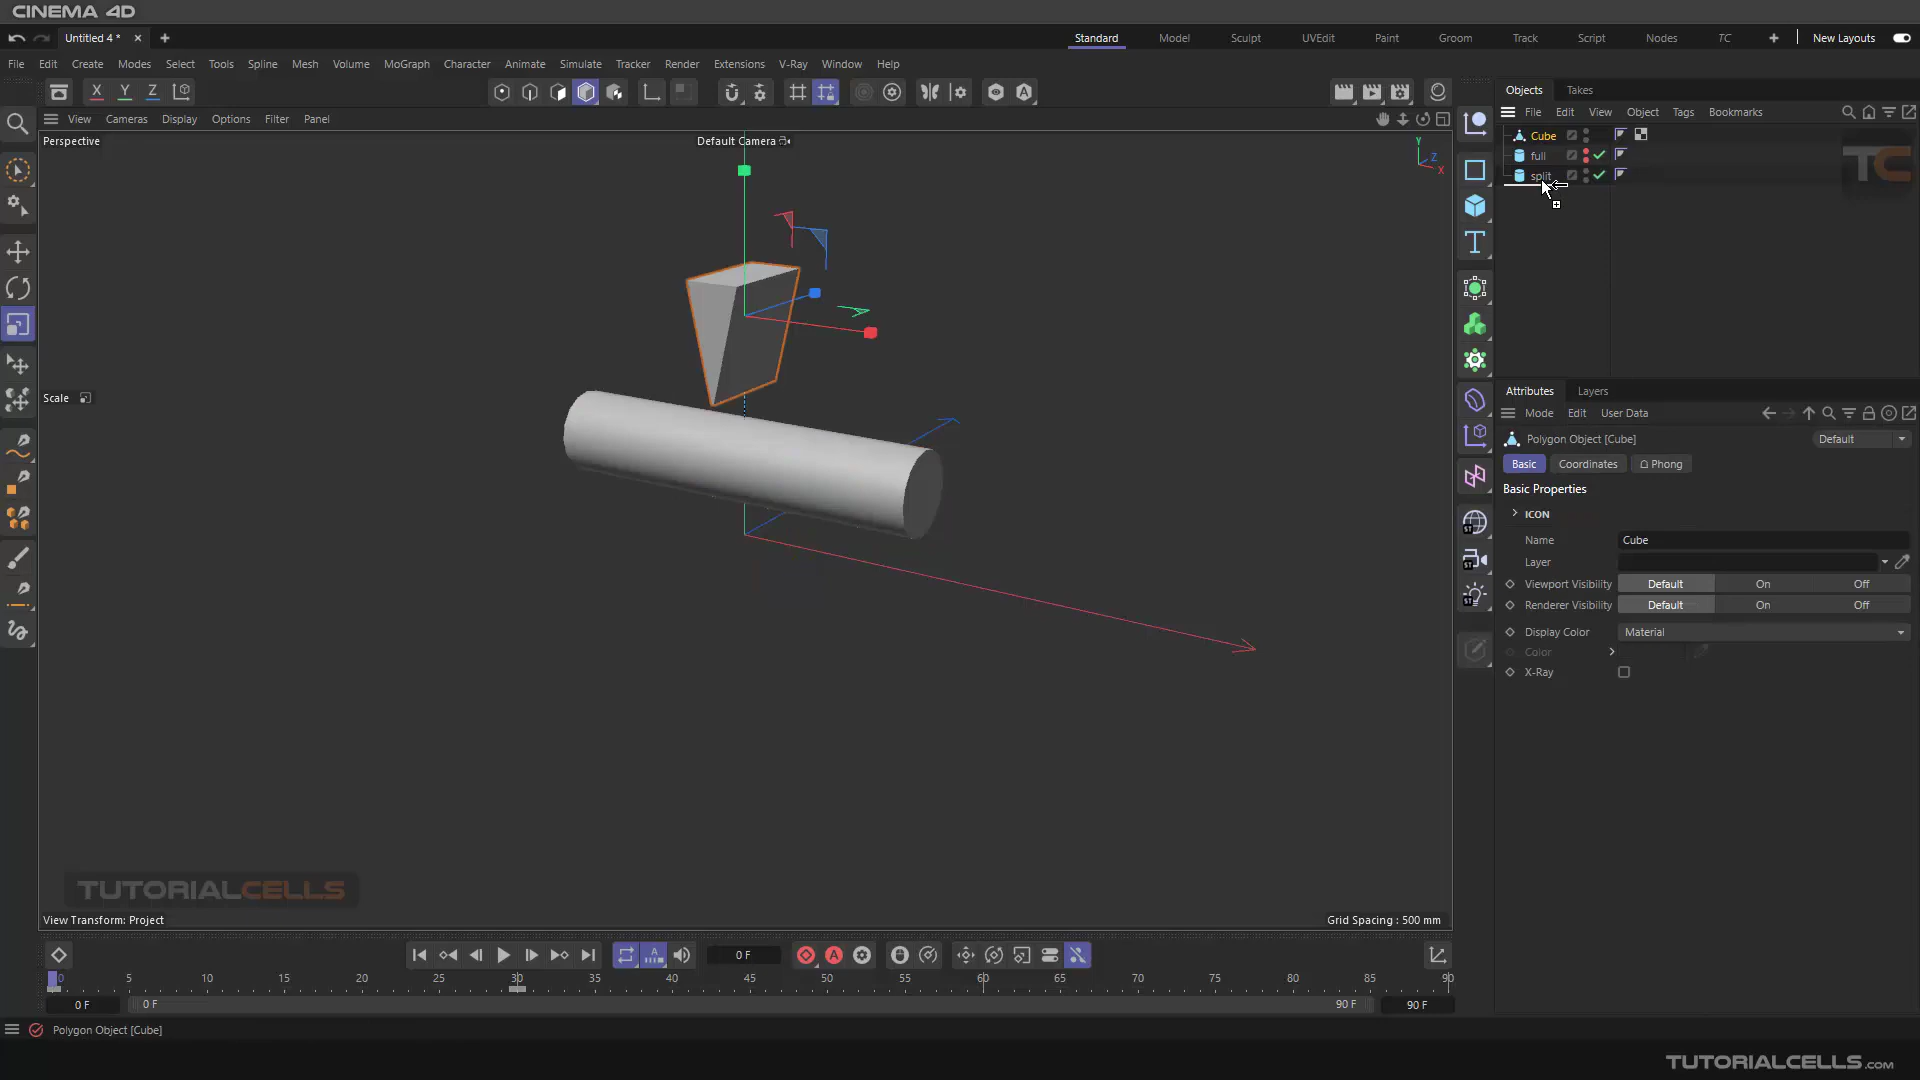 CINEMA 4D
Untitled 4 *
Standard
Model
Sculpt
UVEdit
Paint
Groom
Track
Script
Nodes
TC
New Layouts
File Edit Create Modes Select Tools Spline Mesh Volume MoGraph Character Animate Simulate Tracker Render Extensions V-Ray Window Help
X Y Z
View Cameras Display Options Filter Panel
Perspective
Default Camera
Y
Z
X
Scale
TUTORIALCELLS
View Transform: Project
Grid Spacing : 500 mm
Objects Takes
File Edit View Object Tags Bookmarks
Cube
full
split
TC
Attributes Layers
Mode Edit User Data
Polygon Object [Cube]
Default
Basic Coordinates Phong
Basic Properties
ICON
Name Cube
Layer
Viewport Visibility Default On Off
Renderer Visibility Default On Off
Display Color Material
Color
X-Ray
ST
ST
ST
0 F
0 5 10 15 20 25 30 35 40 45 50 55 60 65 70 75 80 85 90
0 F
0 F
90 F
90 F
Polygon Object [Cube]
TUTORIALCELLS.COM